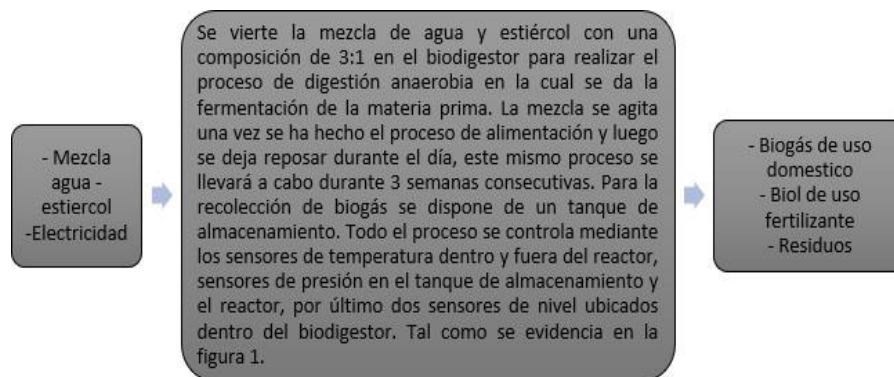 - Mezcla
agua -
estiercol
-Electricidad
Se vierte la mezcla de agua y estiércol con una
composición de 3:1 en el biodigestor para realizar el
proceso de digestión anaerobia en la cual se da la
fermentación de la materia prima. La mezcla se agita
una vez se ha hecho el proceso de alimentación y luego
se deja reposar durante el día, este mismo proceso se
llevará a cabo durante 3 semanas consecutivas. Para la
recolección de biogás se dispone de un tanque de
almacenamiento. Todo el proceso se controla mediante
los sensores de temperatura dentro y fuera del reactor,
sensores de presión en el tanque de almacenamiento y
el reactor, por último dos sensores de nivel ubicados
dentro del biodigestor. Tal como se evidencia en la
figura 1.
- Biogás de uso
domestico
- Biol de uso
fertilizante
- Residuos